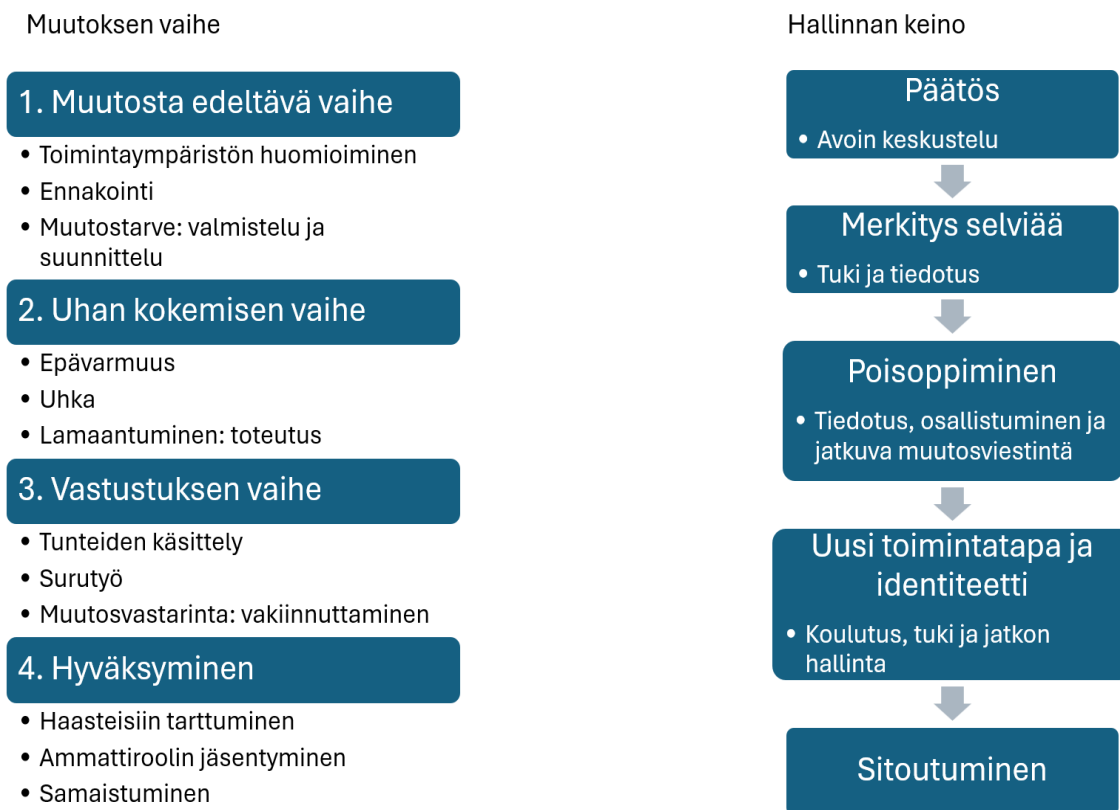 Muutoksen vaihe
1. Muutosta edeltävä vaihe
• Toimintaympäristön huomioiminen
• Ennakointi
• Muutostarve: valmistelu ja
suunnittelu
2. Uhan kokemisen vaihe
• Epävarmuus
• Uhka
• Lamaantuminen: toteutus
3. Vastustuksen vaihe
• Tunteiden käsittely
• Surutyö
• Muutosvastarinta: vakiinnuttaminen
4. Hyväksyminen
• Haasteisiin tarttuminen
• Ammattiroolin jäsentyminen
• Samaistuminen
Hallinnan keino
Päätös
• Avoin keskustelu
Merkitys selviää
• Tuki ja tiedotus
Poisoppiminen
• Tiedotus, osallistuminen ja
jatkuva muutosviestintä
Uusi toimintatapa ja
identiteetti
• Koulutus, tuki ja jatkon
hallinta
Sitoutuminen